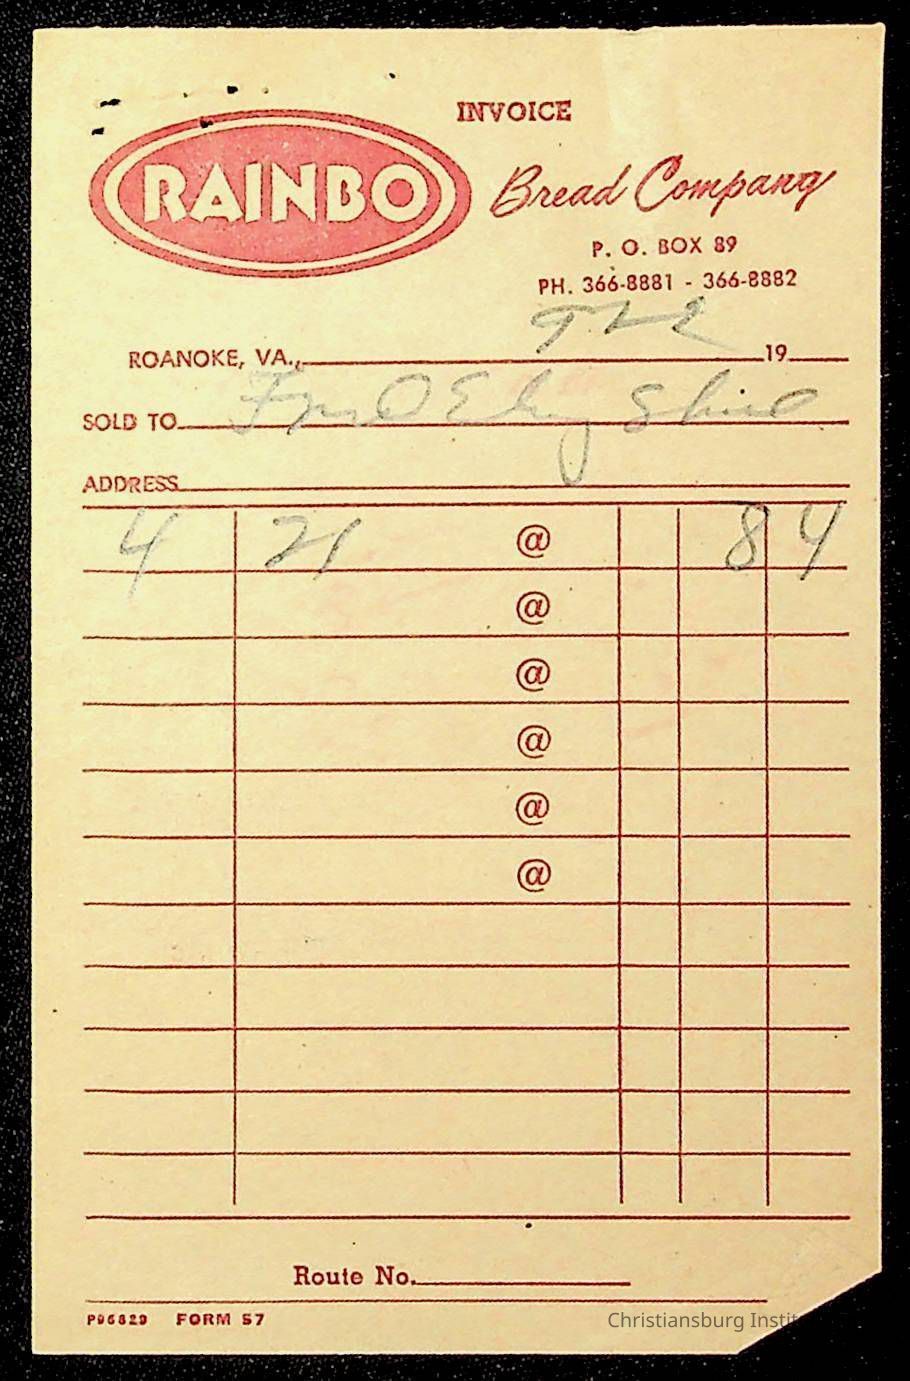 INVOICE
RAINBO
Bread Company
P. O. BOX 89
PH. 366-8881 - 366-8882
ROANOKE, VA., 19
SOLD TO
ADDRESS
4 21 @ 84
@
@
@
@
@
Route No.
P96829 FORM 57
Christiansburg Instit